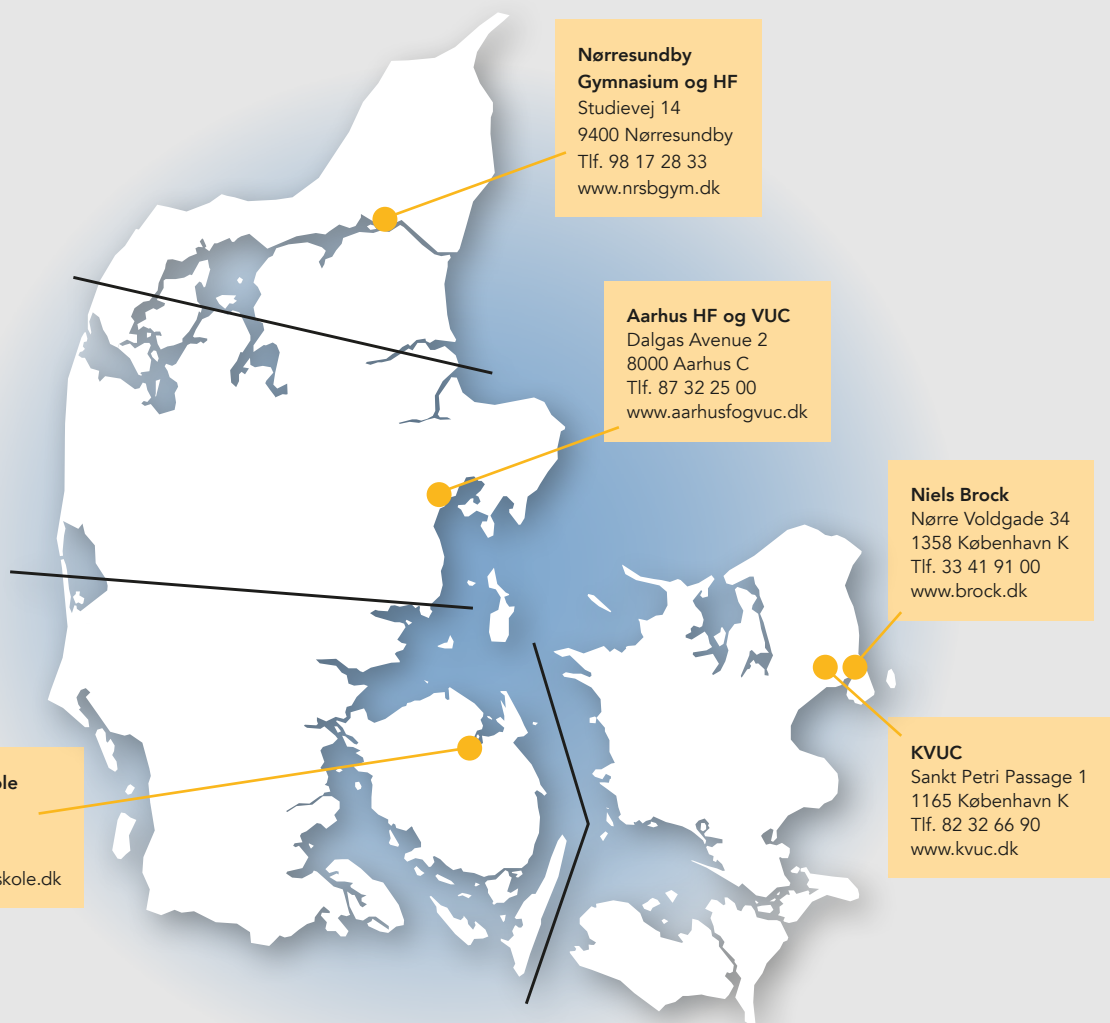 Nørresundby
Gymnasium og HF
Studievej 14
9400 Nørresundby
Tlf. 98 17 28 33
www.nrsbgym.dk
Aarhus HF og VUC
Dalgas Avenue 2
8000 Aarhus C
Tlf. 87 32 25 00
www.aarhusfogvuc.dk
Niels Brock
Nørre Voldgade 34
1358 København K
Tlf. 33 41 91 00
www.brock.dk
KVUC
Sankt Petri Passage 1
1165 København K
Tlf. 82 32 66 90
www.kvuc.dk
ole
skole.dk